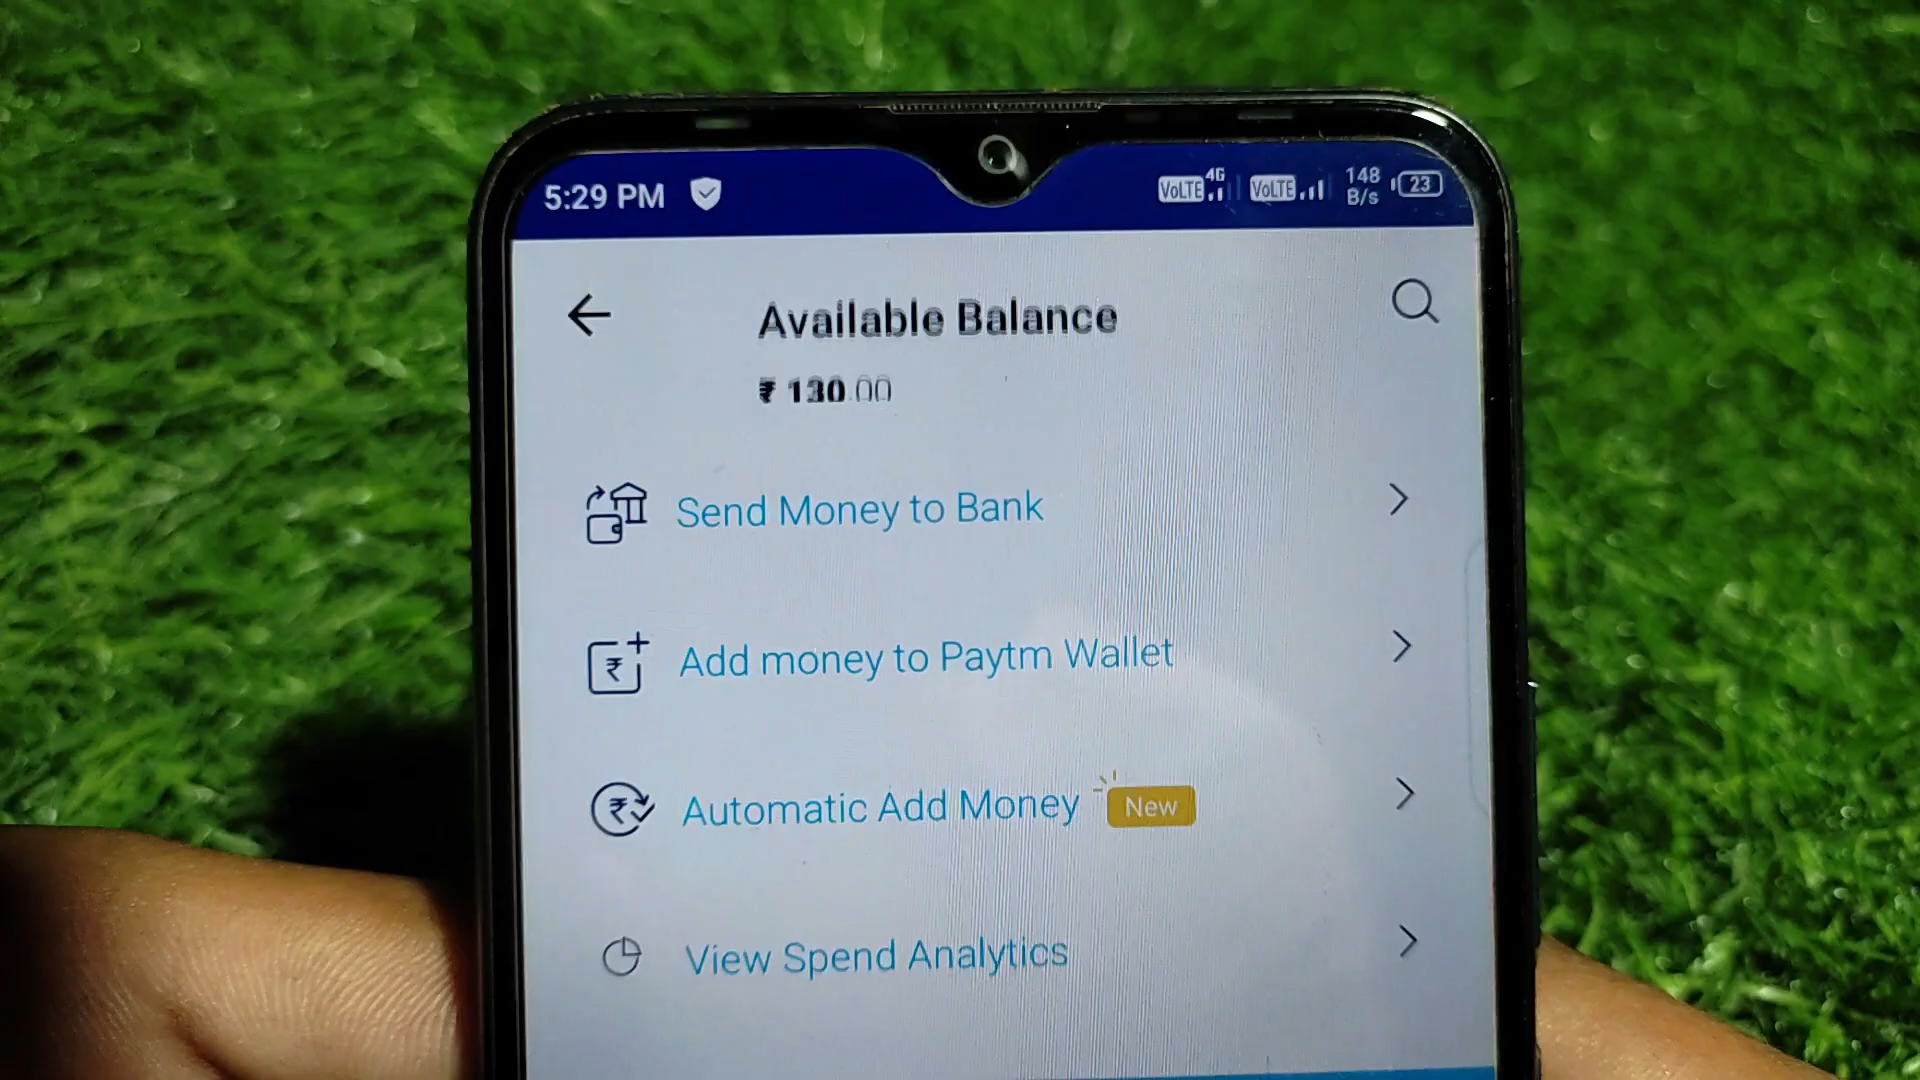 5:29 PM VoLTE 4G VoLTE 148 B/s 23
Available Balance
₹ 130.00
Send Money to Bank
Add money to Paytm Wallet
Automatic Add Money New
View Spend Analytics